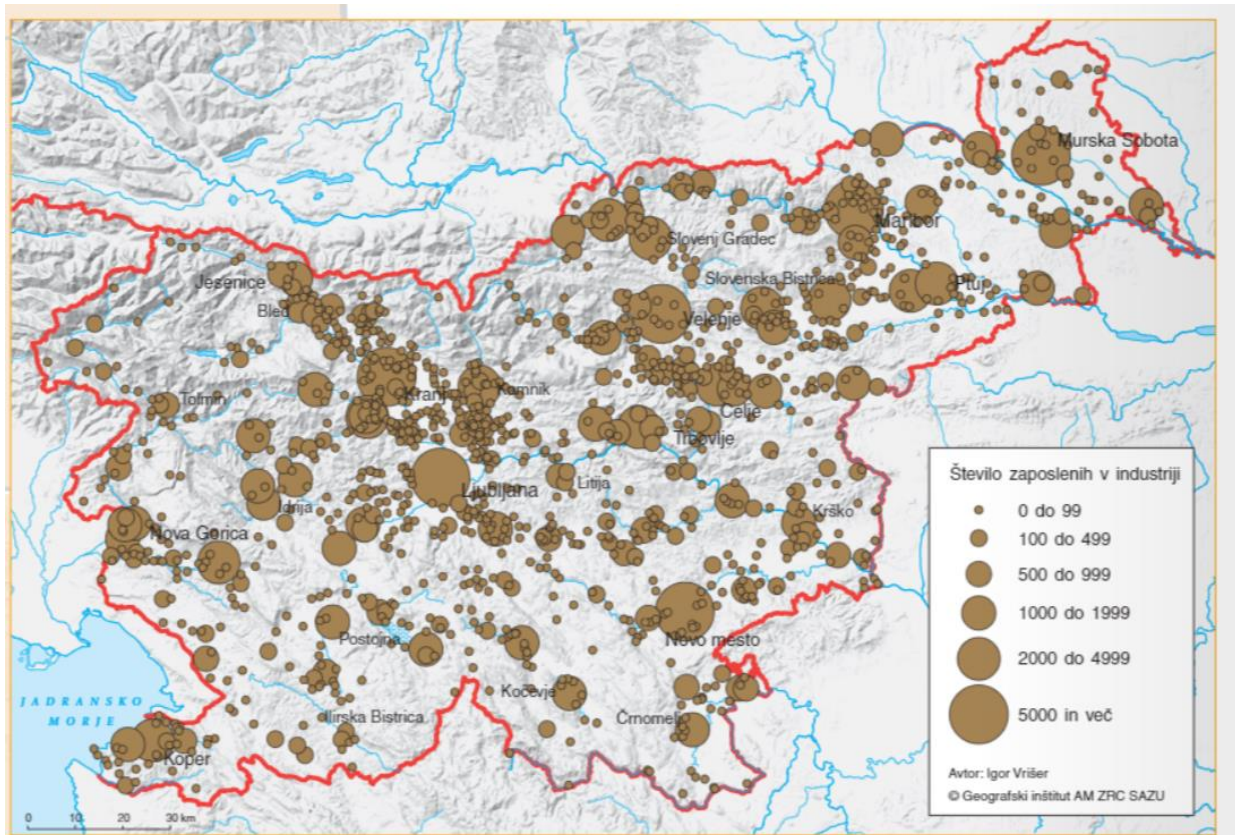 Murska Sobota
Maribor
Slovenj Gradec
Slovenska Bistrica
Ptuj
Jesenice
Bled
Velenje
Kranj
Kamnik
Celje
Tolmin
Trbovlje
Ljubljana
Litija
Idrija
Krško
Nova Gorica
Postojna
Novo mesto
Kočevje
Črnomelj
Ilirska Bistrica
JADRANSKO
MORJE
Koper
0 10 20 30 km
Število zaposlenih v industriji
0 do 99
100 do 499
500 do 999
1000 do 1999
2000 do 4999
5000 in več
Avtor: Igor Vrišer
© Geografski inštitut AM ZRC SAZU